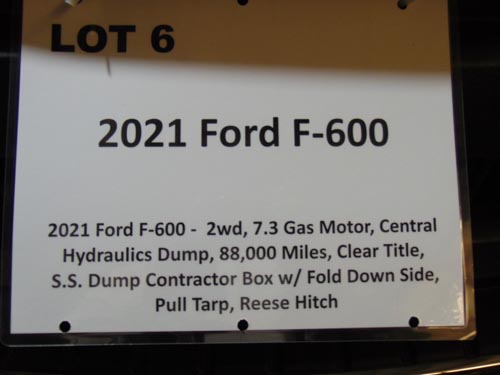 LOT 6
2021 Ford F-600
2021 Ford F-600 - 2wd, 7.3 Gas Motor, Central
Hydraulics Dump, 88,000 Miles, Clear Title,
S.S. Dump Contractor Box w/ Fold Down Side,
Pull Tarp, Reese Hitch